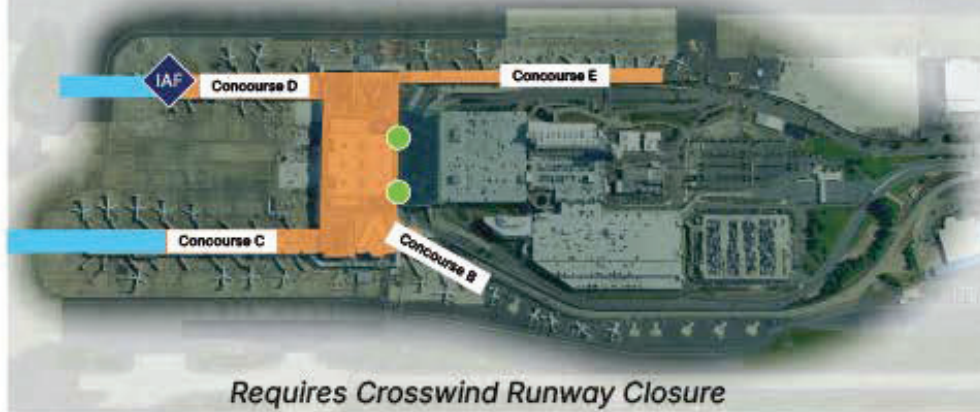 IAF
Concourse D
Concourse E
Concourse C
Concourse B
Requires Crosswind Runway Closure